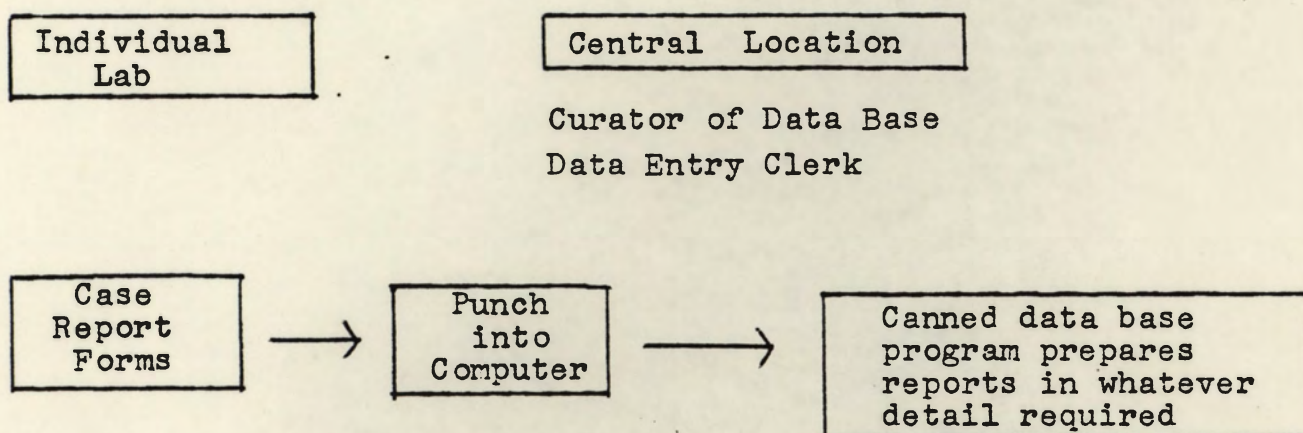 Individual
Lab
Central Location
Curator of Data Base
Data Entry Clerk
Case
Report
Forms
Punch
into
Computer
Canned data base
program prepares
reports in whatever
detail required